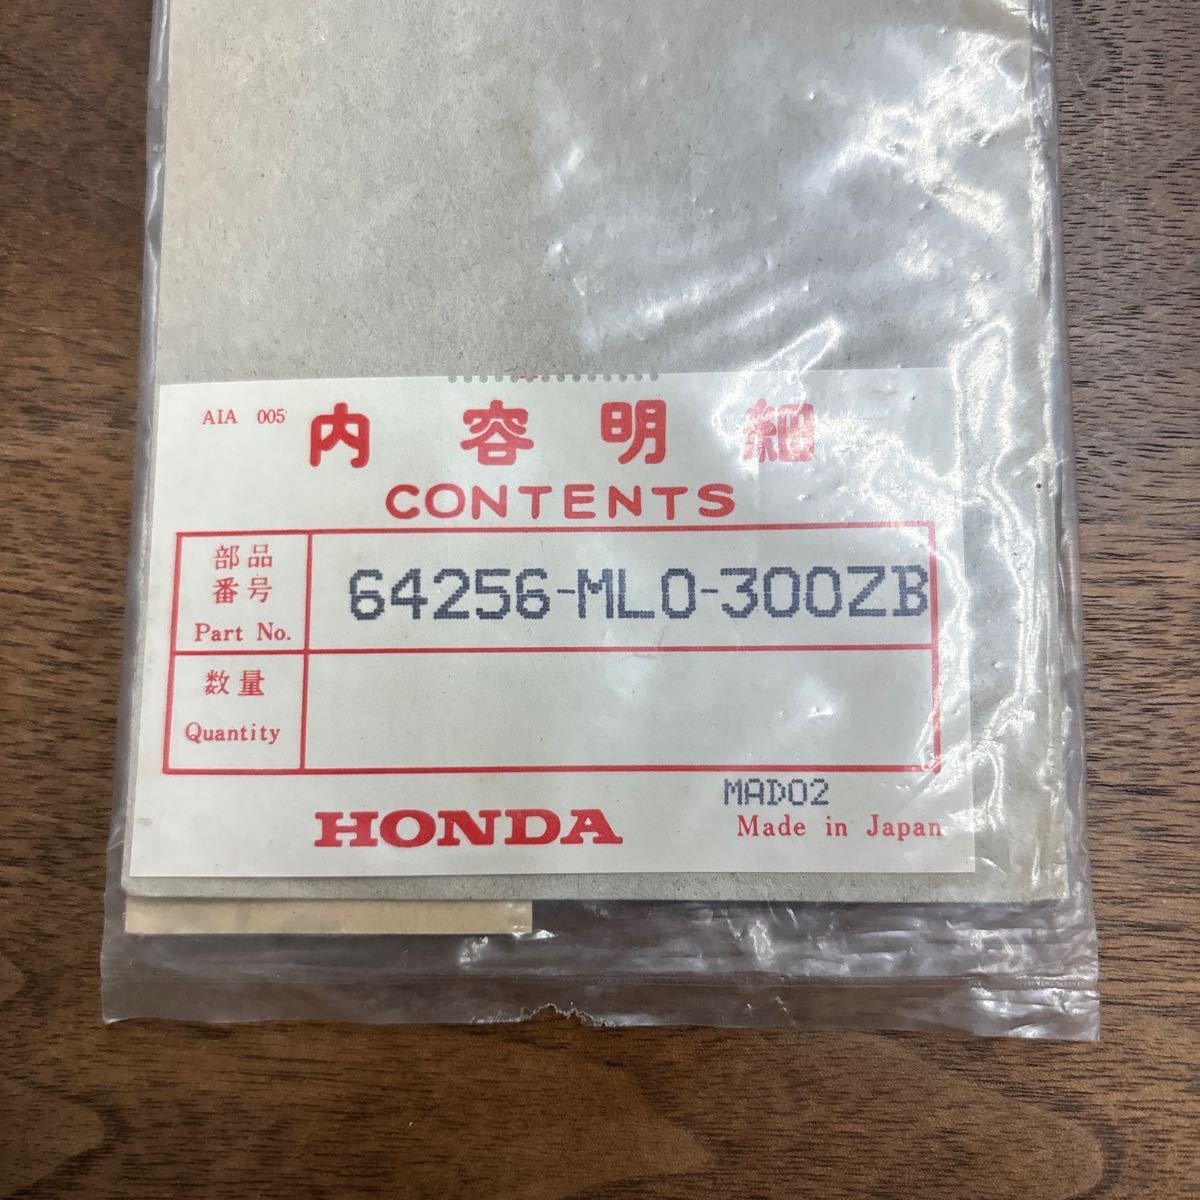 AIA 005
内容明細
CONTENTS
部品
番号
Part No.
64256-ML0-300ZB
数量
Quantity
MAD02
HONDA
Made in Japan